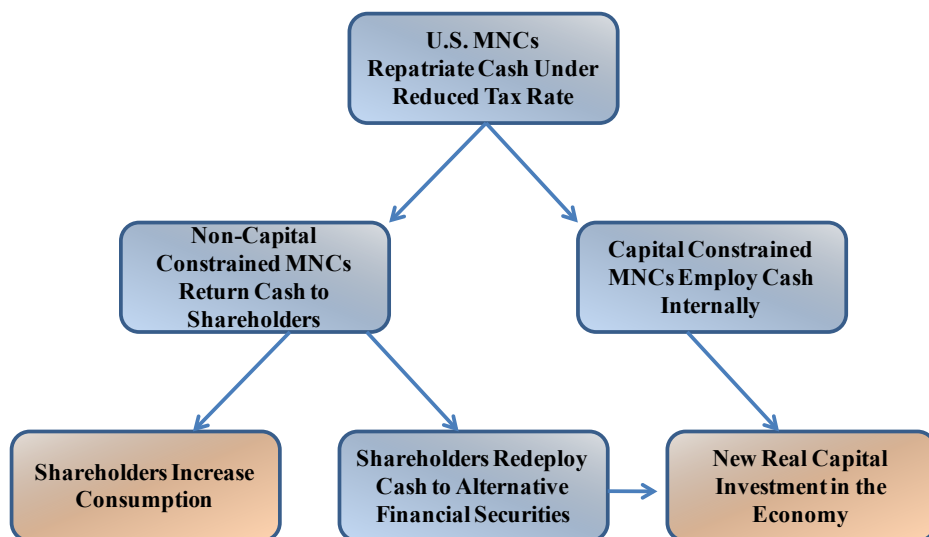 U.S. MNCs
Repatriate Cash Under
Reduced Tax Rate
Non-Capital
Constrained MNCs
Return Cash to
Shareholders
Capital Constrained
MNCs Employ Cash
Internally
Shareholders Increase
Consumption
Shareholders Redeploy
Cash to Alternative
Financial Securities
New Real Capital
Investment in the
Economy